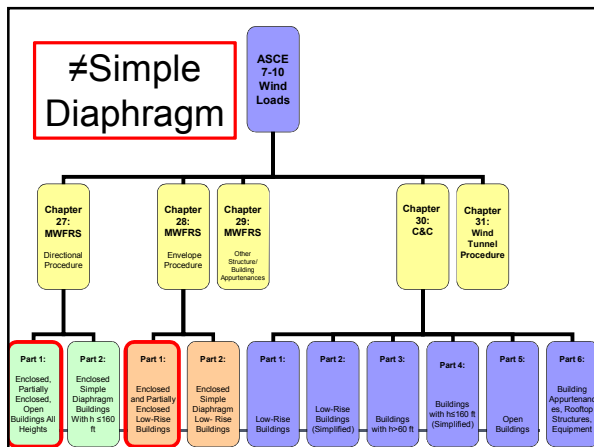 ≠Simple
Diaphragm
ASCE
7-10
Wind
Loads
Chapter
27:
MWFRS
Directional
Procedure
Chapter
28:
MWFRS
Envelope
Procedure
Chapter
29:
MWFRS
Other
Structure/
Building
Appurtenances
Chapter
30:
C&C
Chapter
31:
Wind
Tunnel
Procedure
Part 1:
Enclosed,
Partially
Enclosed,
Open
Buildings All
Heights
Part 2:
Enclosed
Simple
Diaphragm
Buildings
With h ≤160
ft
Part 1:
Enclosed
and Partially
Enclosed
Low-Rise
Buildings
Part 2:
Enclosed
Simple
Diaphragm
Low- Rise
Buildings
Part 1:
Low-Rise
Buildings
Part 2:
Low-Rise
Buildings
(Simplified)
Part 3:
Buildings
with h>60 ft
Part 4:
Buildings
with h≤160 ft
(Simplified)
Part 5:
Open
Buildings
Part 6:
Building
Appurtenanc
es, Rooftop
Structures,
Equipment